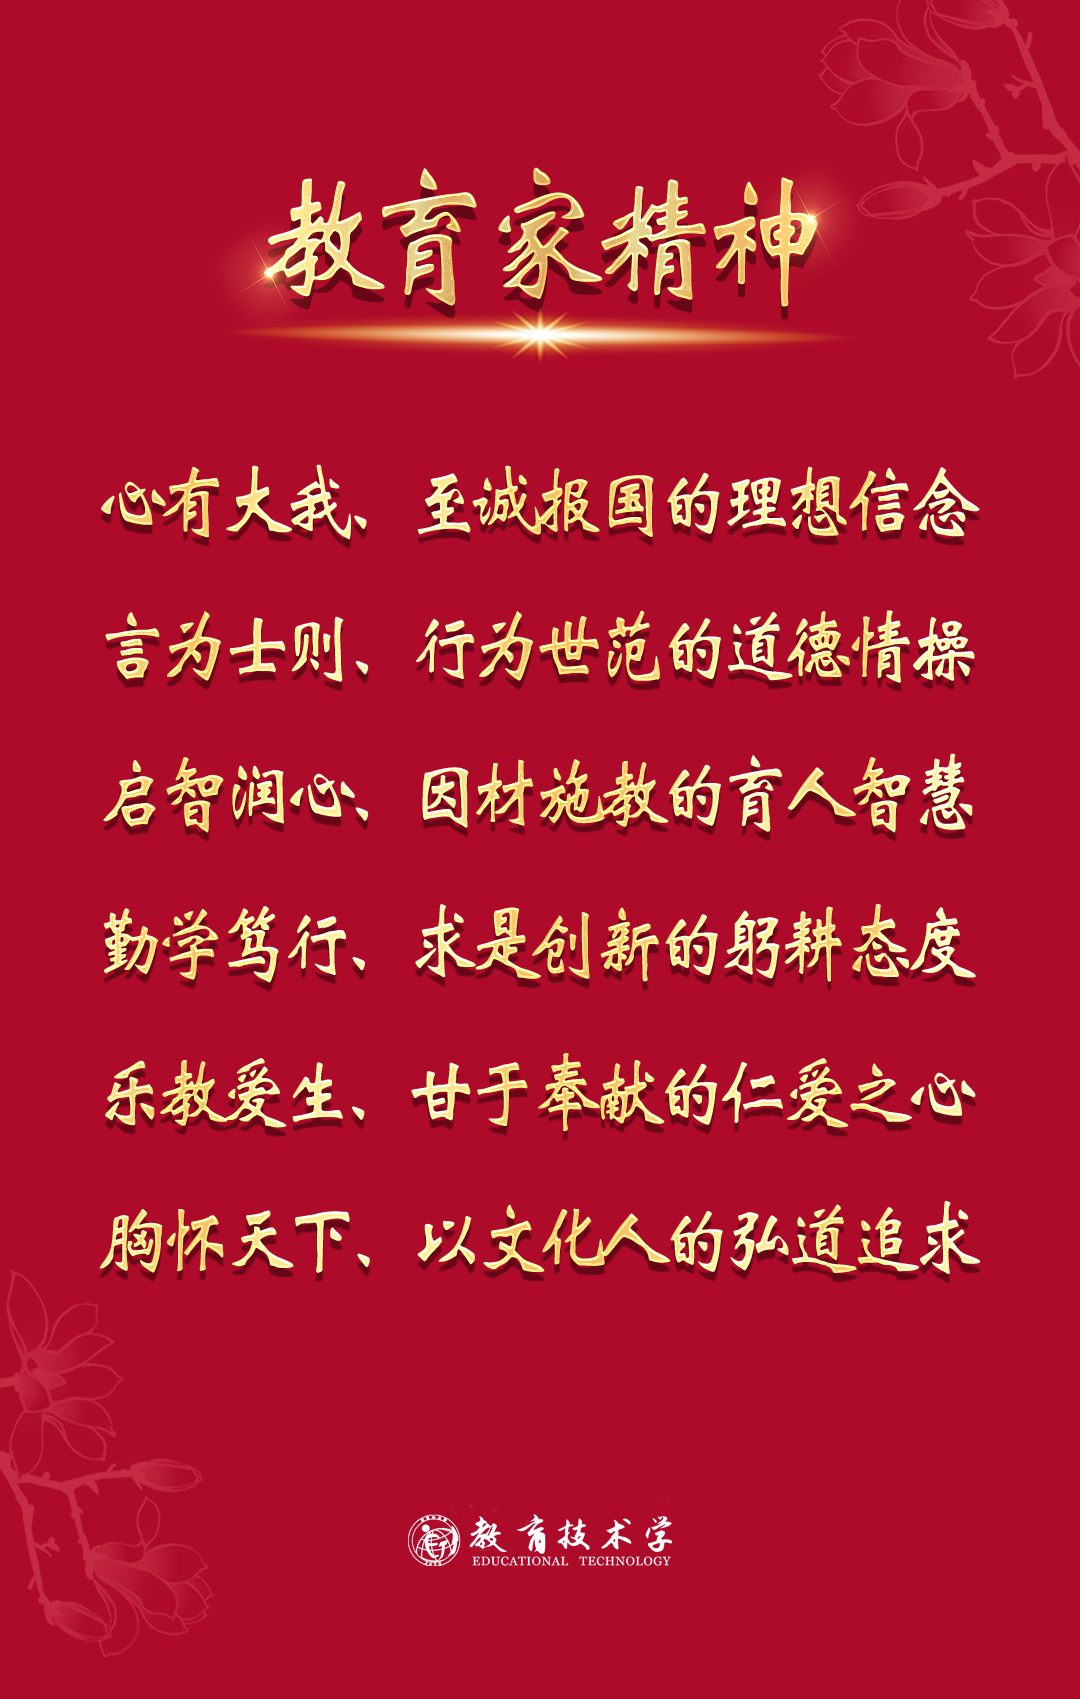 教育家精神
心有大我、至诚报国的理想信念
言为士则、行为世范的道德情操
启智润心、因材施教的育人智慧
勤学笃行、求是创新的躬耕态度
乐教爱生、甘于奉献的仁爱之心
胸怀天下、以文化人的弘道追求
教育技术学
EDUCATIONAL TECHNOLOGY